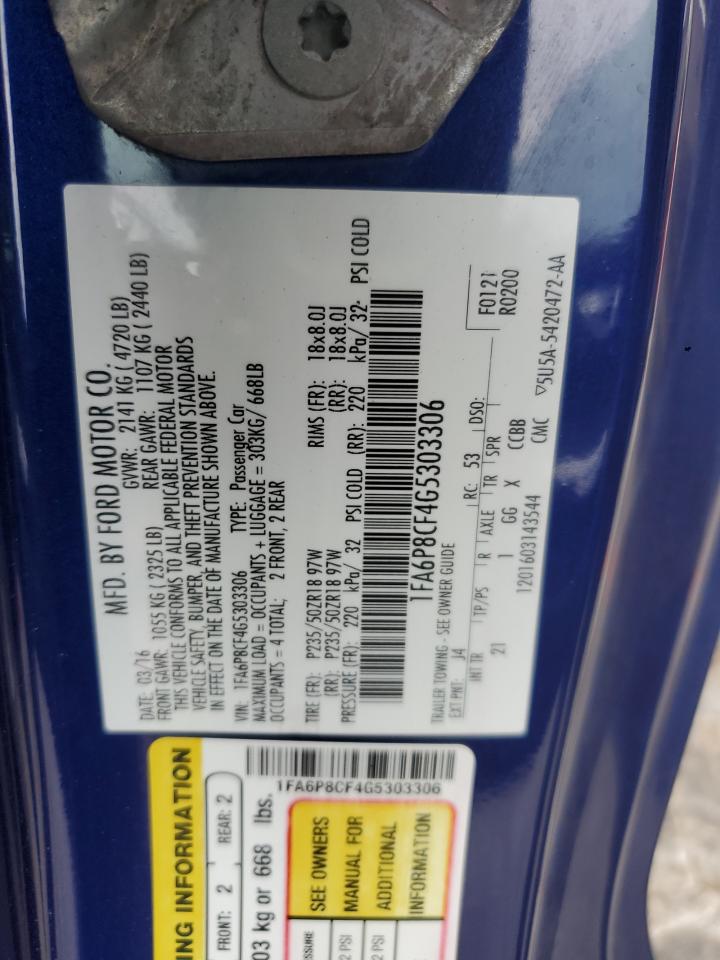 MFD. BY FORD MOTOR CO.
DATE: 03/16 GVWR: 2141 KG ( 4720 LB)
FRONT GAWR: 1055 KG ( 2325 LB) REAR GAWR: 1107 KG ( 2440 LB)
THIS VEHICLE CONFORMS TO ALL APPLICABLE FEDERAL MOTOR
VEHICLE SAFETY, BUMPER, AND THEFT PREVENTION STANDARDS
IN EFFECT ON THE DATE OF MANUFACTURE SHOWN ABOVE.
VIN: 1FA6P8CF4G5303306 TYPE: Passenger Car
MAXIMUM LOAD = OCCUPANTS + LUGGAGE = 303KG/ 668LB
OCCUPANTS = 4 TOTAL; 2 FRONT, 2 REAR
TIRE (FR): P235/50ZR18 97W RIMS (FR): 18x8.0J
(RR): P235/50ZR18 97W (RR): 18x8.0J
PRESSURE (FR): 220 kPa/ 32 PSI COLD (RR): 220 kPa/ 32 PSI COLD
1FA6P8CF4G5303306
TRAILER TOWING - SEE OWNER GUIDE
F0121
R0200
EXT PNT: J4 RC: 53 DSO:
INT TR TP/PS R AXLE TR SPR
21 1 GG X CCBB
1201603143544 CMC ▽5U5A-5420472-AA
ING INFORMATION
FRONT: 2 REAR: 2
03 kg or 668 lbs.
1FA6P8CF4G5303306
SEE OWNERS
MANUAL FOR
ADDITIONAL
INFORMATION
SSURE
2 PSI
2 PSI